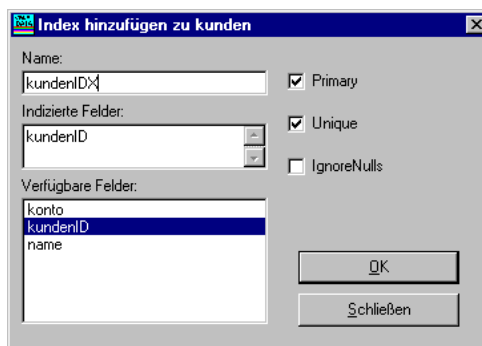 Index hinzufügen zu kunden
Name:
kundenIDX
Primary
Indizierte Felder:
kundenID
Unique
IgnoreNulls
Verfügbare Felder:
konto
kundenID
name
OK
Schließen